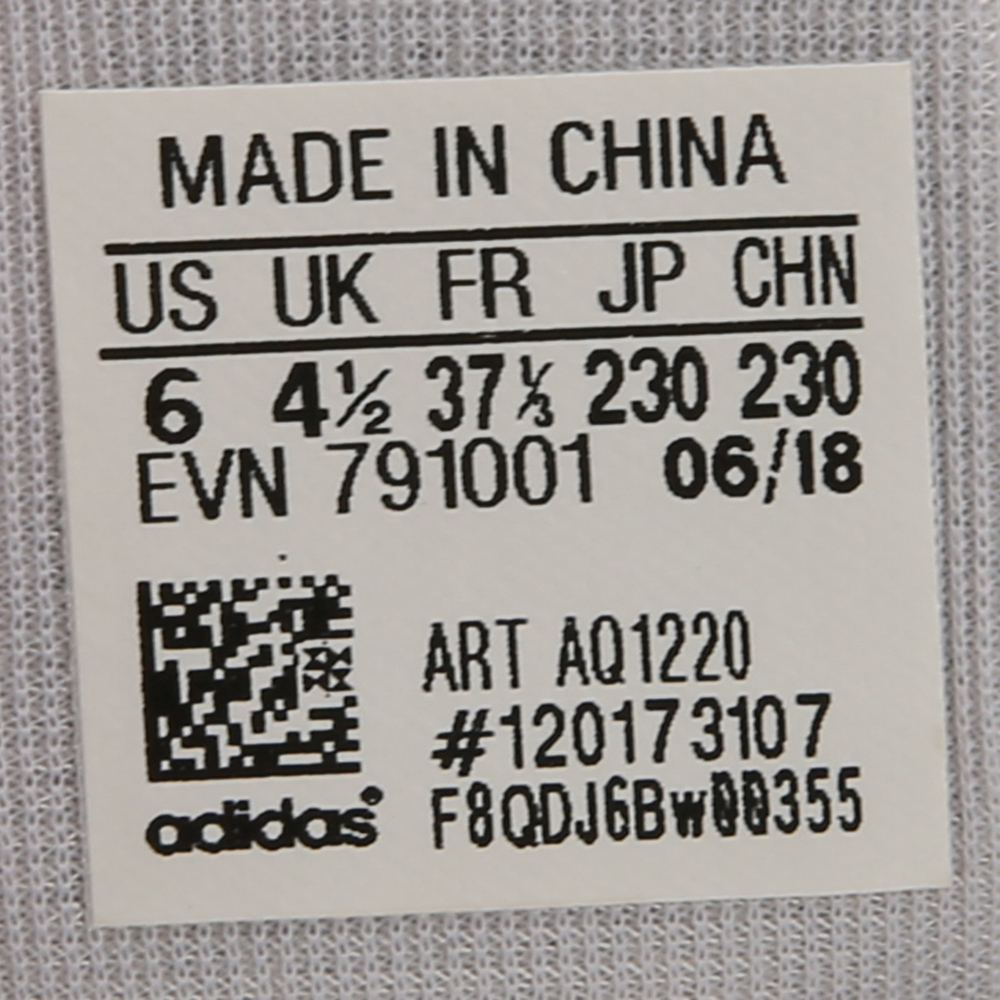 MADE IN CHINA
US UK FR JP CHN
6 4½ 37⅓ 230 230
EVN 791001 06/18
ART AQ1220
#120173107
F8QDJ6Bw00355
adidas®